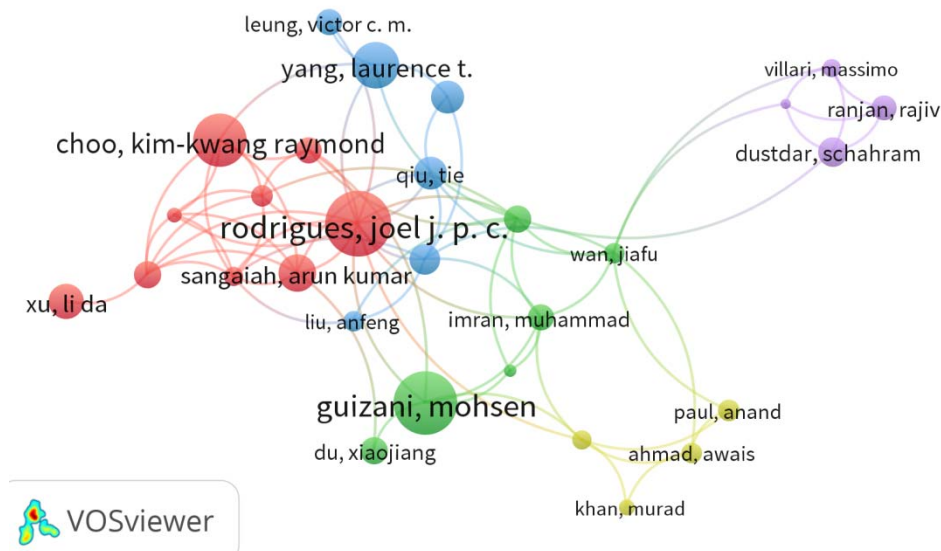 leung, victor c. m.
yang, laurence t.
villari, massimo
ranjan, rajiv
choo, kim-kwang raymond
dustdar, schahram
qiu, tie
rodrigues, joel j. p. c.
wan, jiafu
sangaiah, arun kumar
xu, li da
liu, anfeng
imran, muhammad
guizani, mohsen
paul, anand
du, xiaojiang
ahmad, awais
khan, murad
VOSviewer